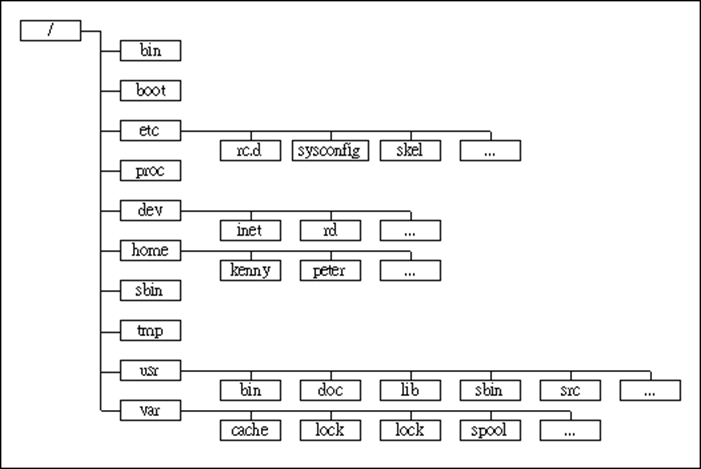 /
bin
boot
etc
rc.d sysconfig skel ...
proc
dev
inet rd ...
home
kenny peter ...
sbin
tmp
usr
bin doc lib sbin src ...
var
cache lock lock spool ...